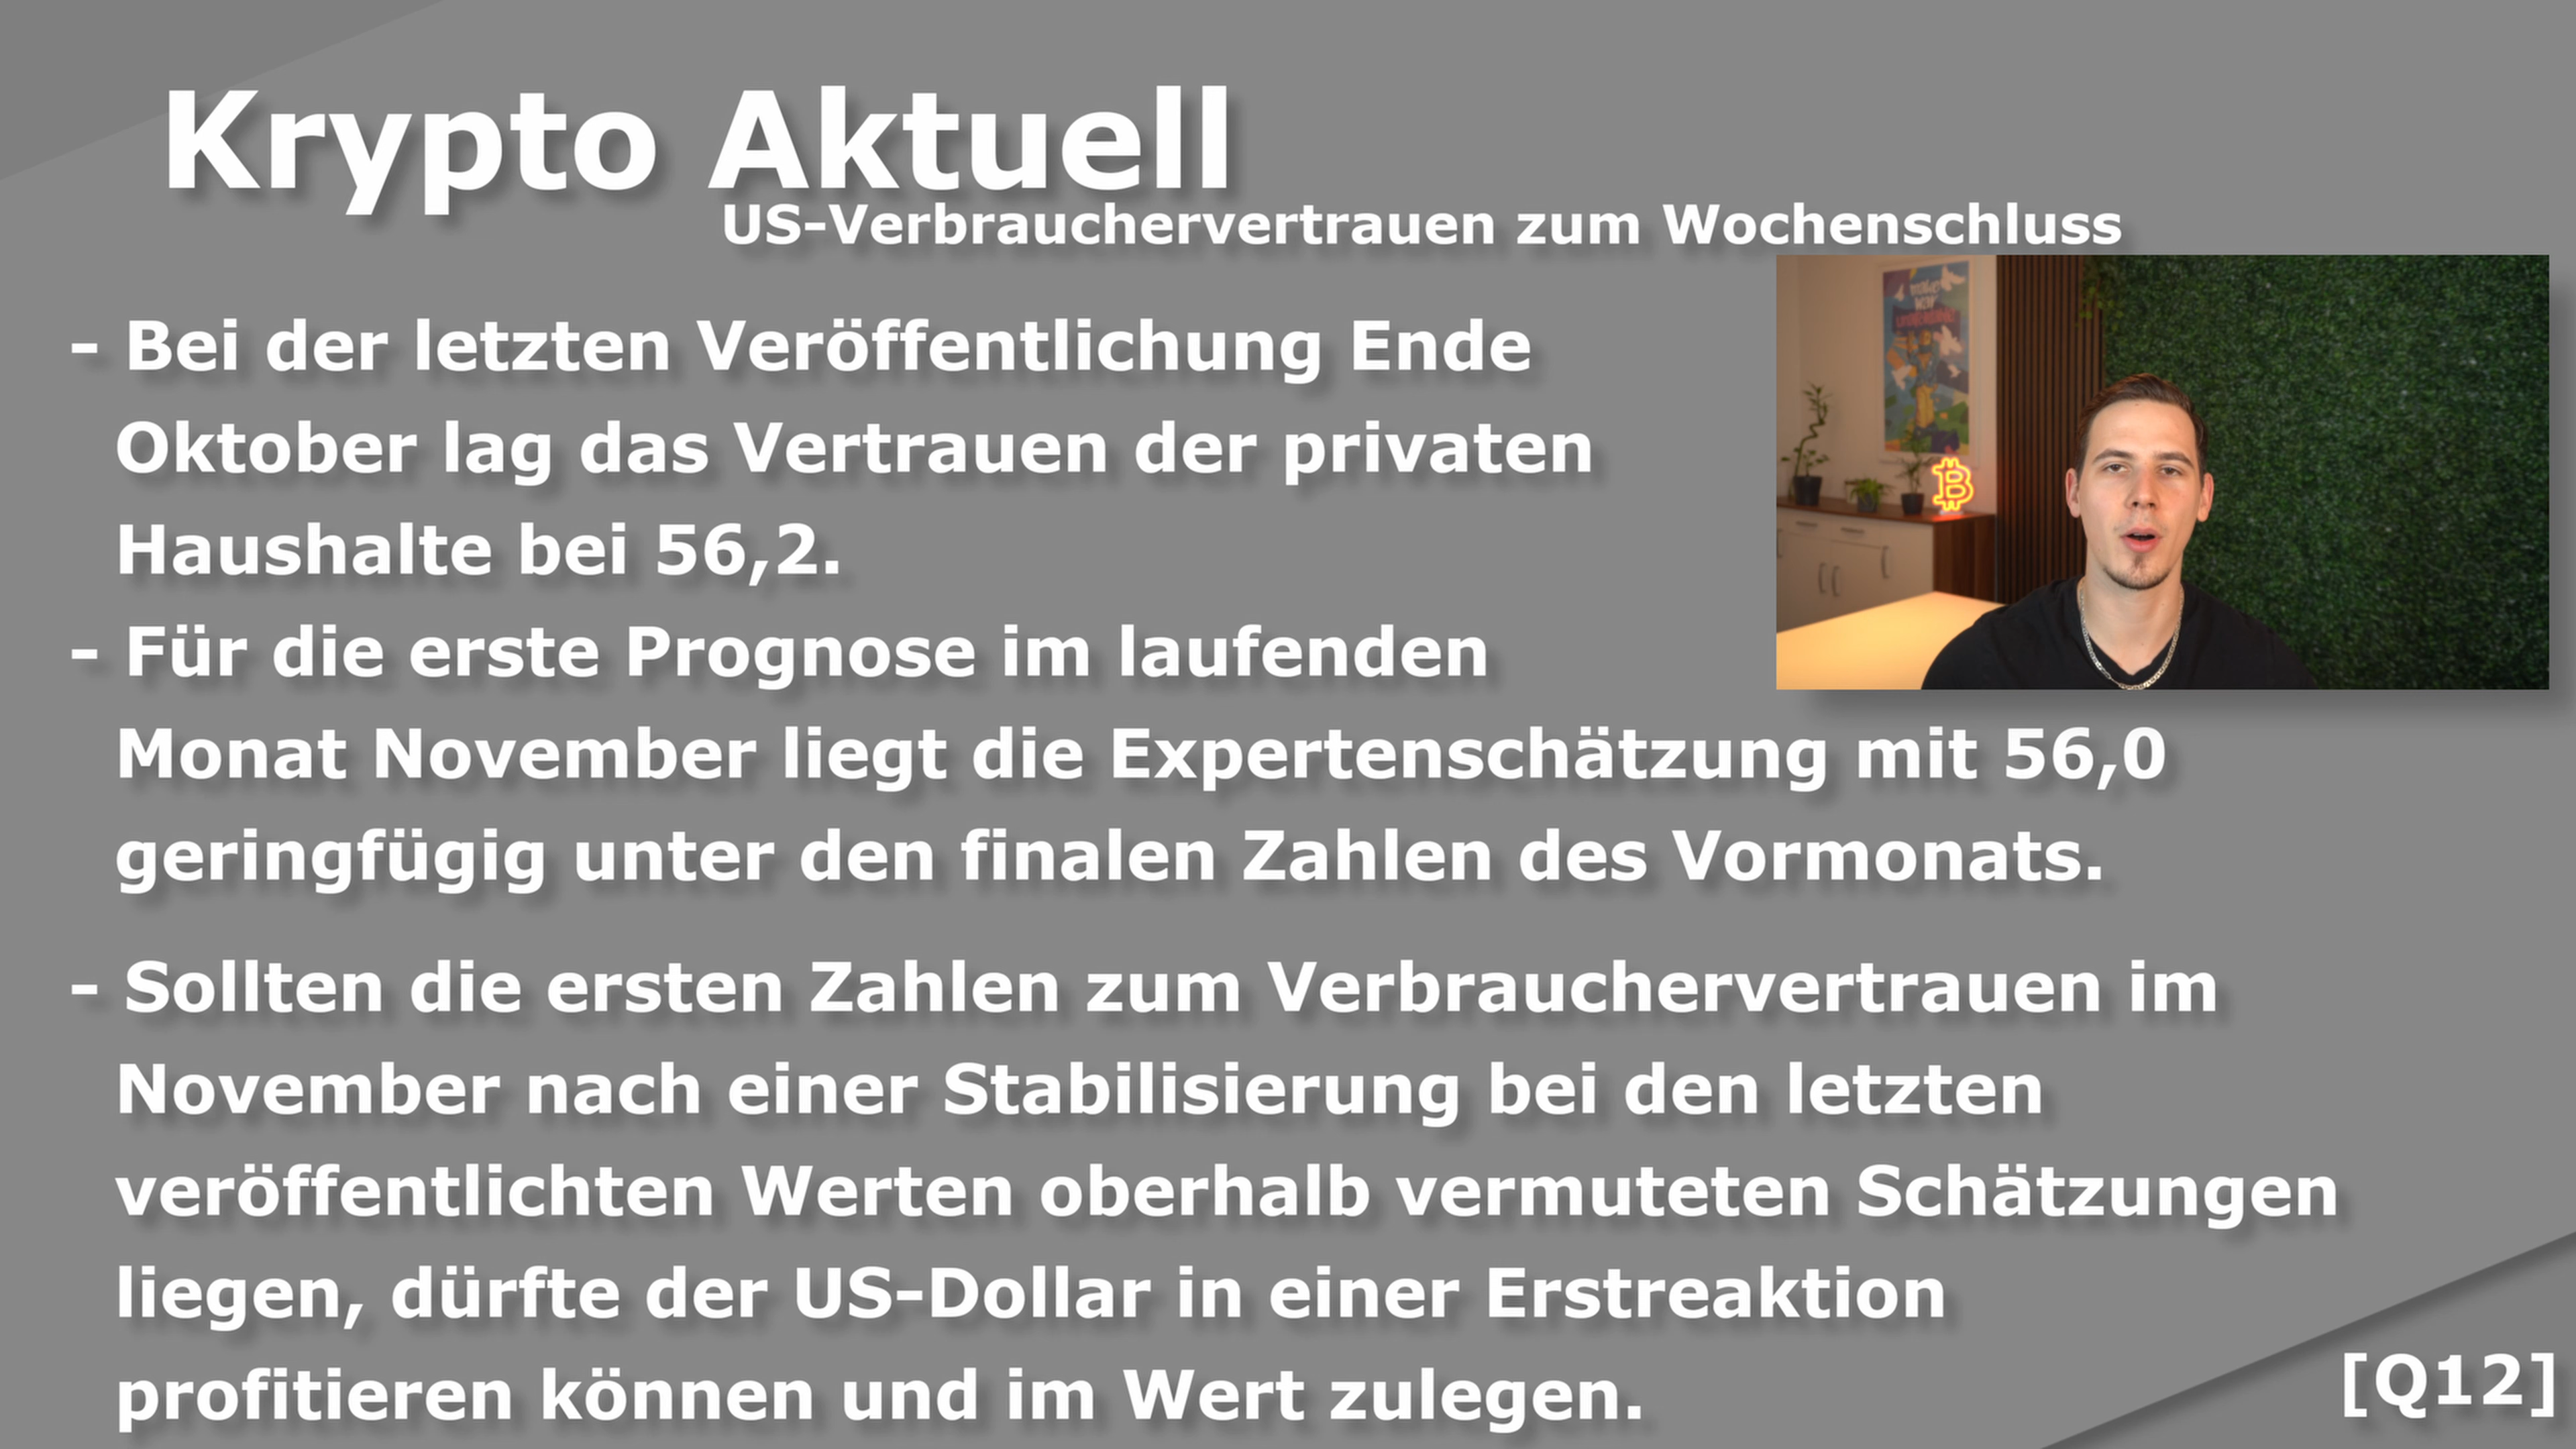 Krypto Aktuell
US-Verbrauchervertrauen zum Wochenschluss
- Bei der letzten Veröffentlichung Ende
Oktober lag das Vertrauen der privaten
Haushalte bei 56,2.
- Für die erste Prognose im laufenden
Monat November liegt die Expertenschätzung mit 56,0
geringfügig unter den finalen Zahlen des Vormonats.
- Sollten die ersten Zahlen zum Verbrauchervertrauen im
November nach einer Stabilisierung bei den letzten
veröffentlichten Werten oberhalb vermuteten Schätzungen
liegen, dürfte der US-Dollar in einer Erstreaktion
profitieren können und im Wert zulegen.
[Q12]